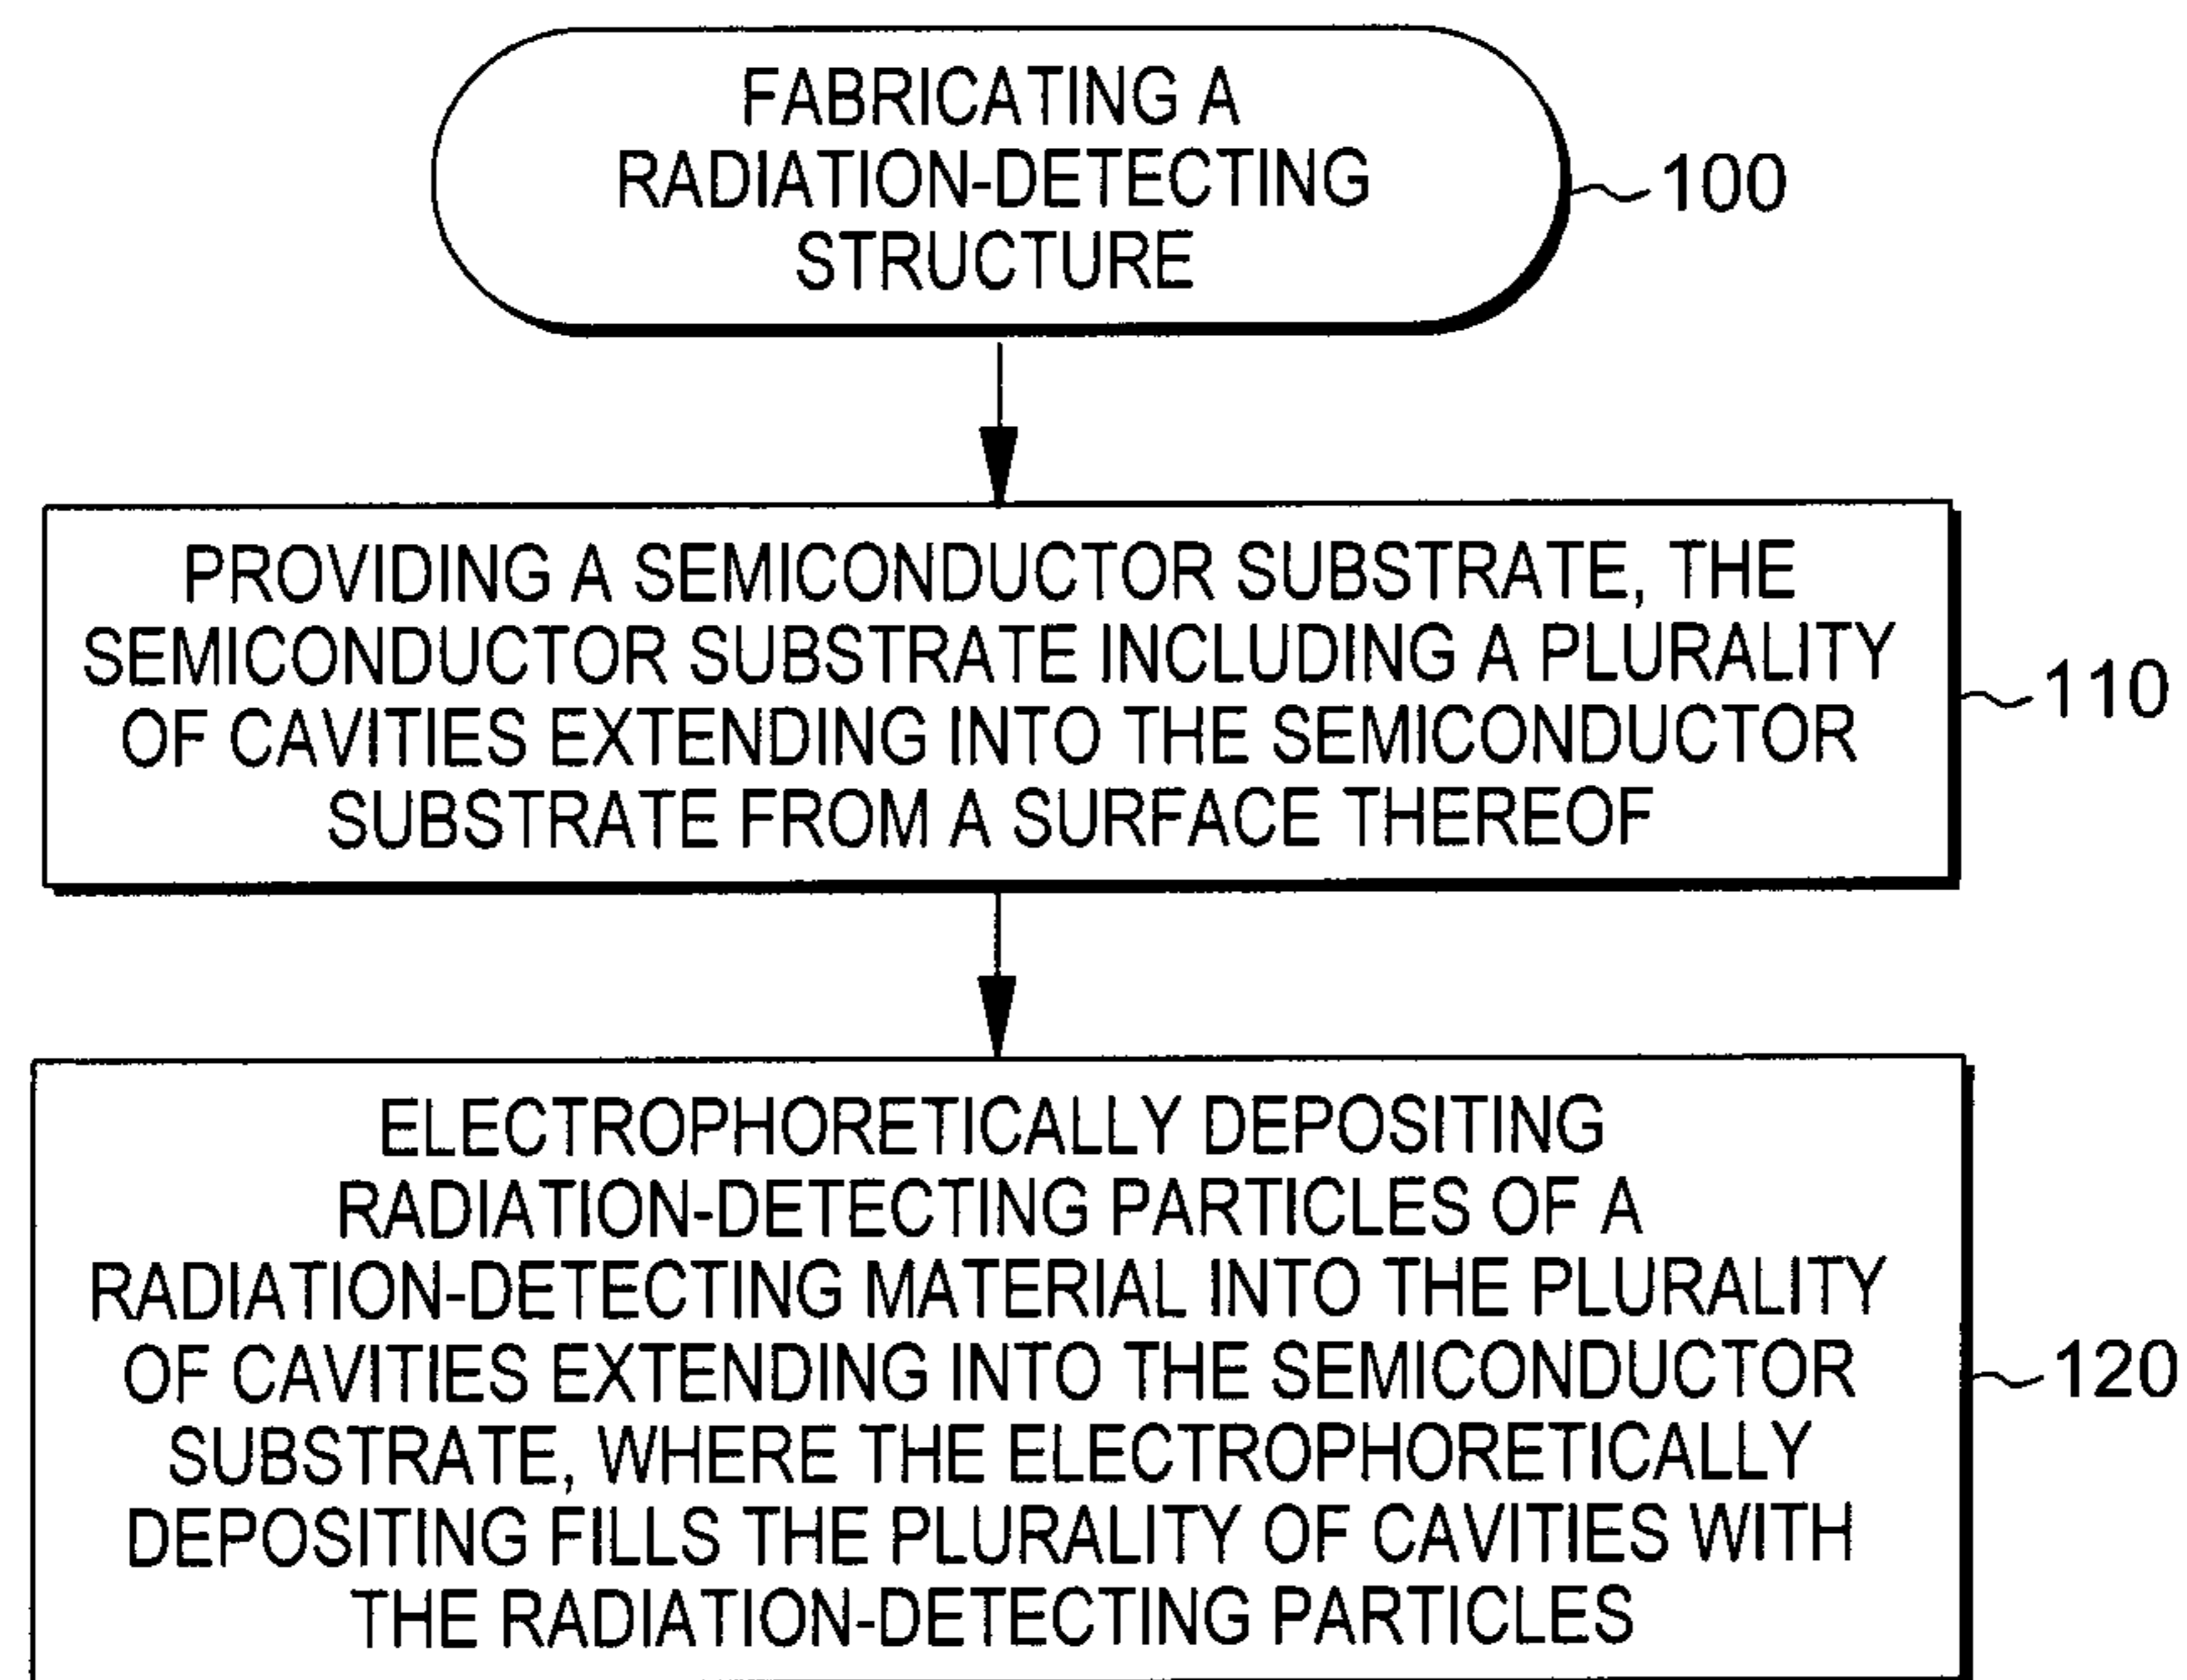 FABRICATING A
RADIATION-DETECTING
STRUCTURE
100
PROVIDING A SEMICONDUCTOR SUBSTRATE, THE
SEMICONDUCTOR SUBSTRATE INCLUDING A PLURALITY
OF CAVITIES EXTENDING INTO THE SEMICONDUCTOR
SUBSTRATE FROM A SURFACE THEREOF
110
ELECTROPHORETICALLY DEPOSITING
RADIATION-DETECTING PARTICLES OF A
RADIATION-DETECTING MATERIAL INTO THE PLURALITY
OF CAVITIES EXTENDING INTO THE SEMICONDUCTOR
SUBSTRATE, WHERE THE ELECTROPHORETICALLY
DEPOSITING FILLS THE PLURALITY OF CAVITIES WITH
THE RADIATION-DETECTING PARTICLES
120